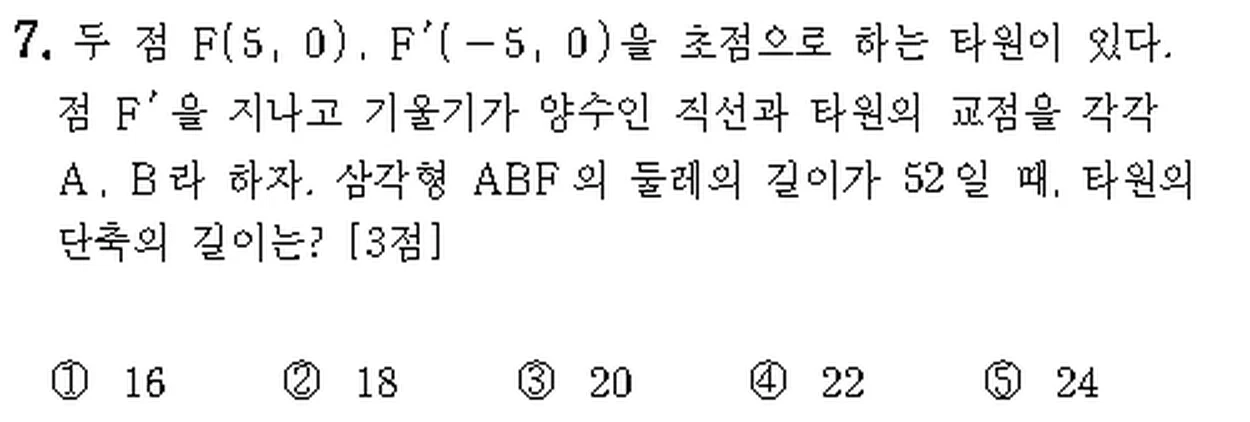 7. 두 점 F(5, 0), F′(−5, 0)을 초점으로 하는 타원이 있다.
점 F′을 지나고 기울기가 양수인 직선과 타원의 교점을 각각
A, B라 하자. 삼각형 ABF의 둘레의 길이가 52일 때, 타원의
단축의 길이는? [3점]
① 16 ② 18 ③ 20 ④ 22 ⑤ 24